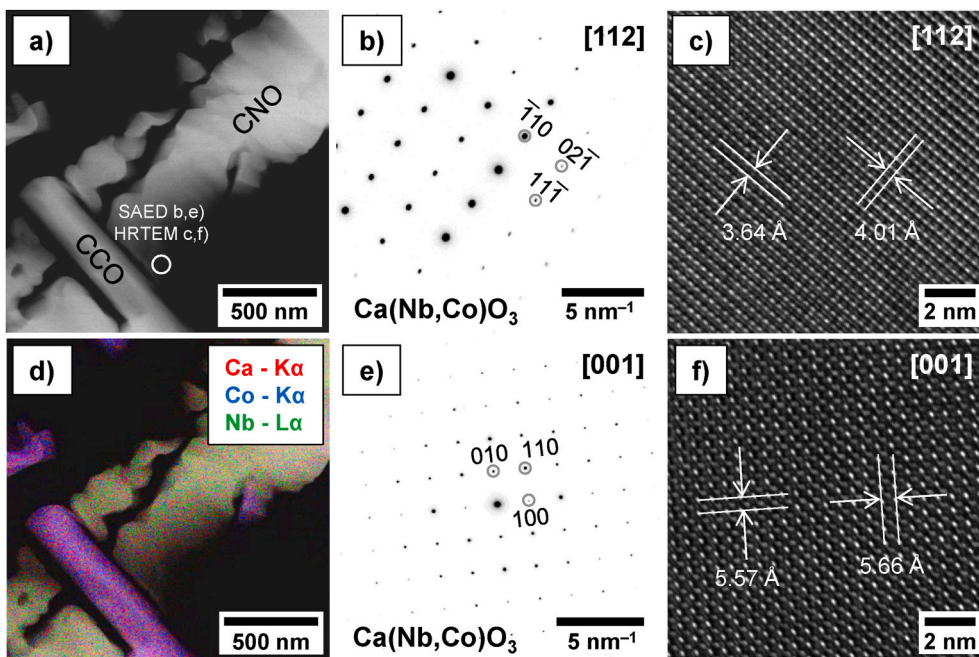 a)
CNO
CCO
SAED b,e)
HRTEM c,f)
500 nm
b)
[112]
1̅10
021̅
111̅
Ca(Nb,Co)O₃
5 nm⁻¹
c)
[112]
3.64 Å
4.01 Å
2 nm
d)
Ca - Kα
Co - Kα
Nb - Lα
500 nm
e)
[001]
010
110
100
Ca(Nb,Co)O₃
5 nm⁻¹
f)
[001]
5.57 Å
5.66 Å
2 nm